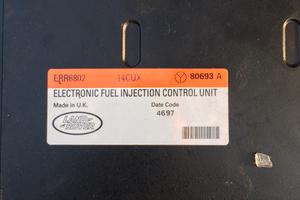 ERR6802 14CUX 80693 A
ELECTRONIC FUEL INJECTION CONTROL UNIT
Made in U.K. Date Code
4697
LAND
ROVER